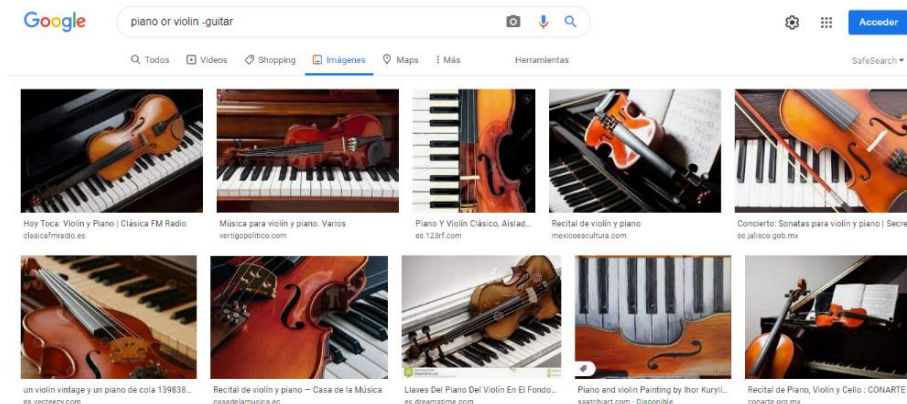 Google
piano or violin -guitar
Acceder
Todos
Videos
Shopping
Imágenes
Maps
Más
Herramientas
SafeSearch
Hoy Toca: Violín y Piano | Clásica FM Radio
clasicafmradio.es
Música para violín y piano. Varios
vertigopolitico.com
Piano Y Violín Clásico, Aislad...
es.123rf.com
Recital de violín y piano
mexicoescultura.com
Concierto: Sonatas para violín y piano | Secre
sc.jalisco.gob.mx
un violín vintage y un piano de cola 139838...
es.vecteezy.com
Recital de violín y piano — Casa de la Música
casadelamusica.ec
Llaves Del Piano Del Violín En El Fondo...
es.dreamstime.com
Piano and violin Painting by Ihor Kuryli...
saatchiart.com - Disponible
Recital de Piano, Violín y Cello : CONARTE
conarte.org.mx